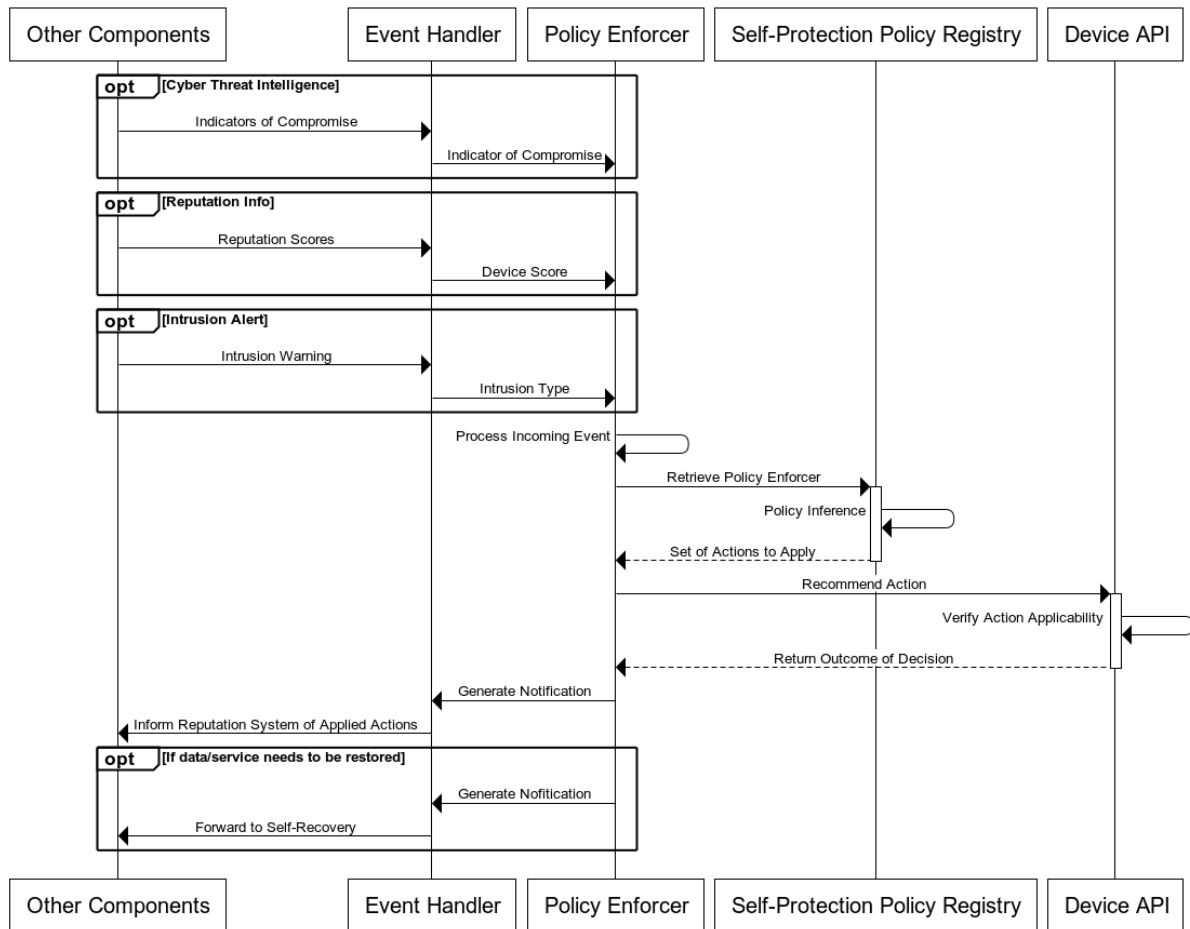 Other Components
Event Handler
Policy Enforcer
Self-Protection Policy Registry
Device API
opt [Cyber Threat Intelligence]
Indicators of Compromise
Indicator of Compromise
opt [Reputation Info]
Reputation Scores
Device Score
opt [Intrusion Alert]
Intrusion Warning
Intrusion Type
Process Incoming Event
Retrieve Policy Enforcer
Policy Inference
Set of Actions to Apply
Recommend Action
Verify Action Applicability
Return Outcome of Decision
Generate Notification
Inform Reputation System of Applied Actions
opt [If data/service needs to be restored]
Generate Nofitication
Forward to Self-Recovery
Other Components
Event Handler
Policy Enforcer
Self-Protection Policy Registry
Device API